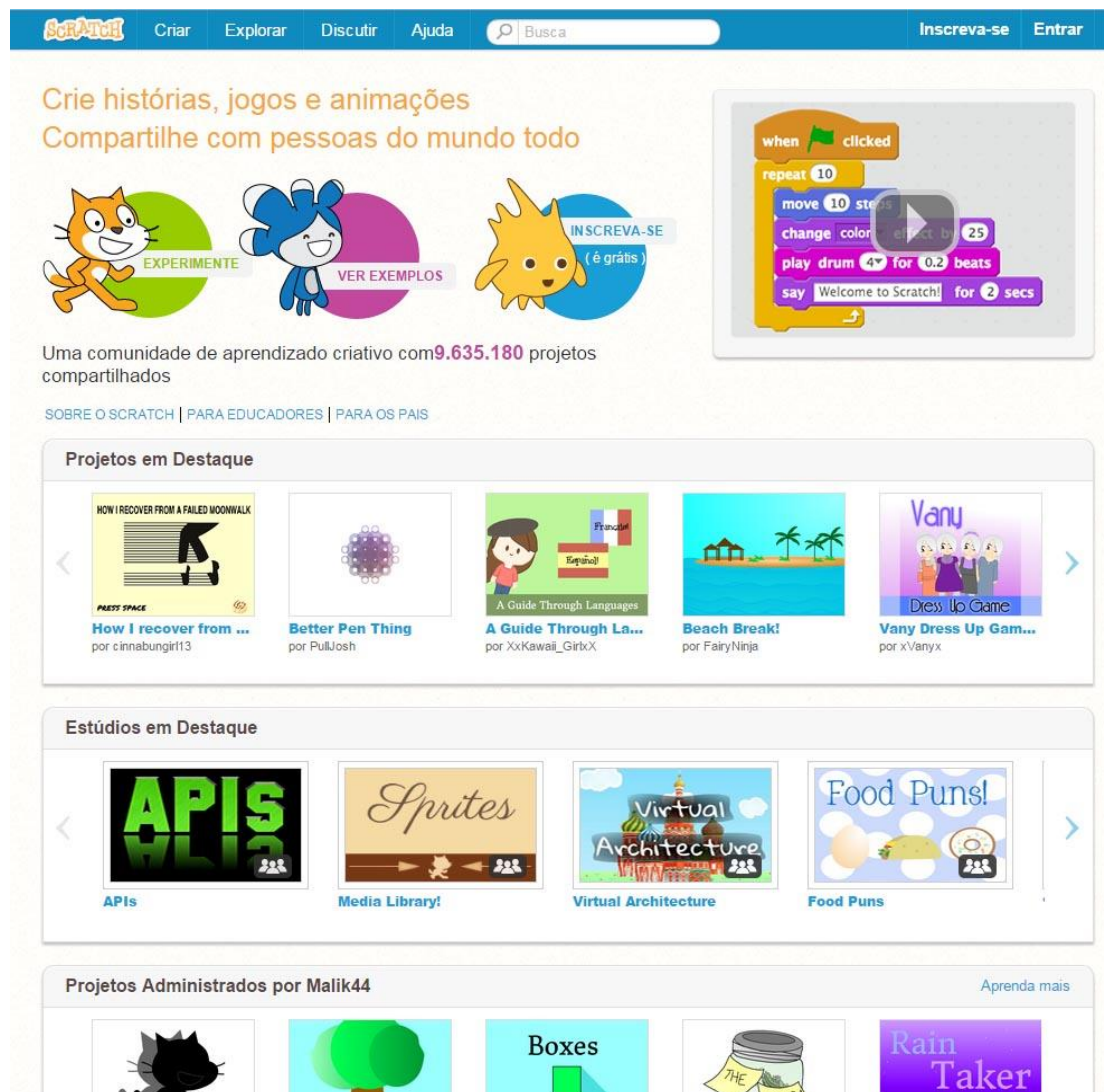 SCRATCH Criar Explorar Discutir Ajuda Busca Inscreva-se Entrar
Crie histórias, jogos e animações
Compartilhe com pessoas do mundo todo
EXPERIMENTE
VER EXEMPLOS
INSCREVA-SE
( é grátis )
when clicked
repeat 10
move 10 steps
change color effect by 25
play drum 4 for 0.2 beats
say Welcome to Scratch! for 2 secs
Uma comunidade de aprendizado criativo com9.635.180 projetos
compartilhados
SOBRE O SCRATCH | PARA EDUCADORES | PARA OS PAIS
Projetos em Destaque
HOW I RECOVER FROM A FAILED MOONWALK
PRESS SPACE
Français!
Español!
A Guide Through Languages
Vany
Dress Up Game
How I recover from ... Better Pen Thing A Guide Through La... Beach Break! Vany Dress Up Gam...
por cinnabungirl13 por PullJosh por XxKawaii_GirlxX por FairyNinja por xVanyx
Estúdios em Destaque
APIS
Sprites
Virtual
Architecture
Food Puns!
APIs Media Library! Virtual Architecture Food Puns
Projetos Administrados por Malik44 Aprenda mais
Boxes
THE
Rain
Taker